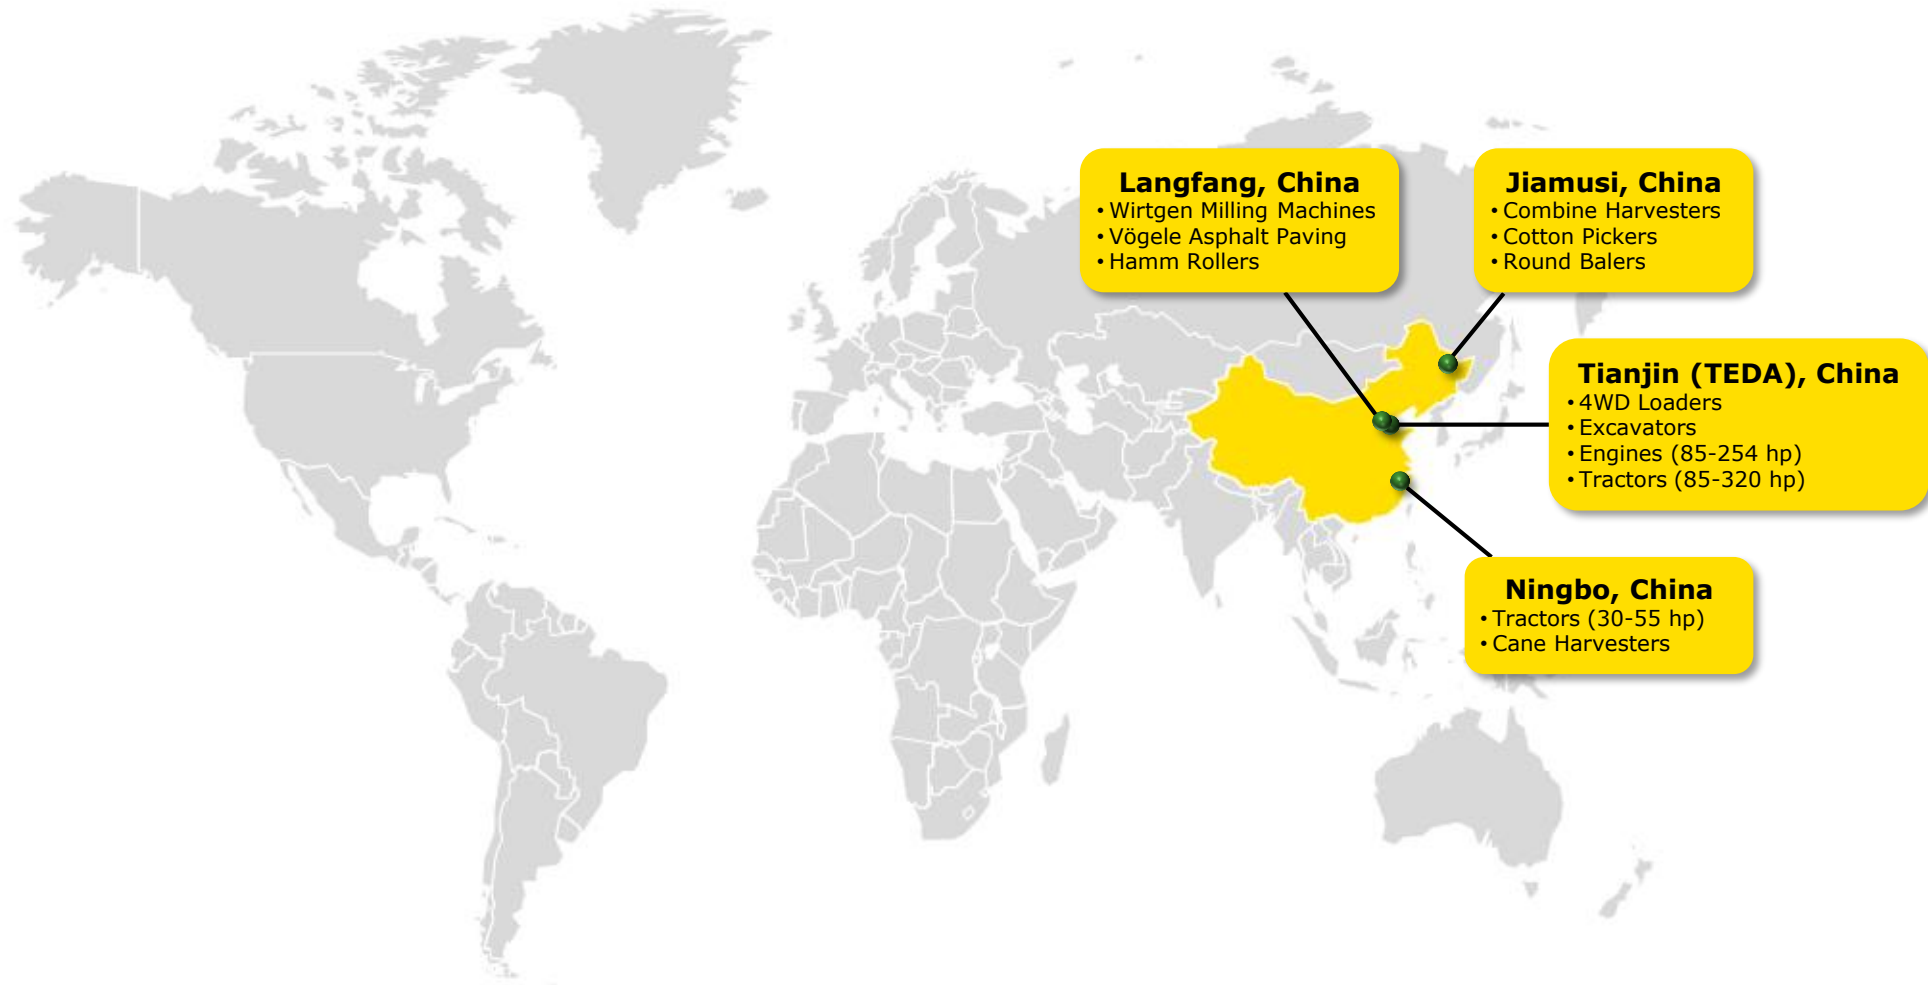 Langfang, China
• Wirtgen Milling Machines
• Vögele Asphalt Paving
• Hamm Rollers
Jiamusi, China
• Combine Harvesters
• Cotton Pickers
• Round Balers
Tianjin (TEDA), China
• 4WD Loaders
• Excavators
• Engines (85-254 hp)
• Tractors (85-320 hp)
Ningbo, China
• Tractors (30-55 hp)
• Cane Harvesters